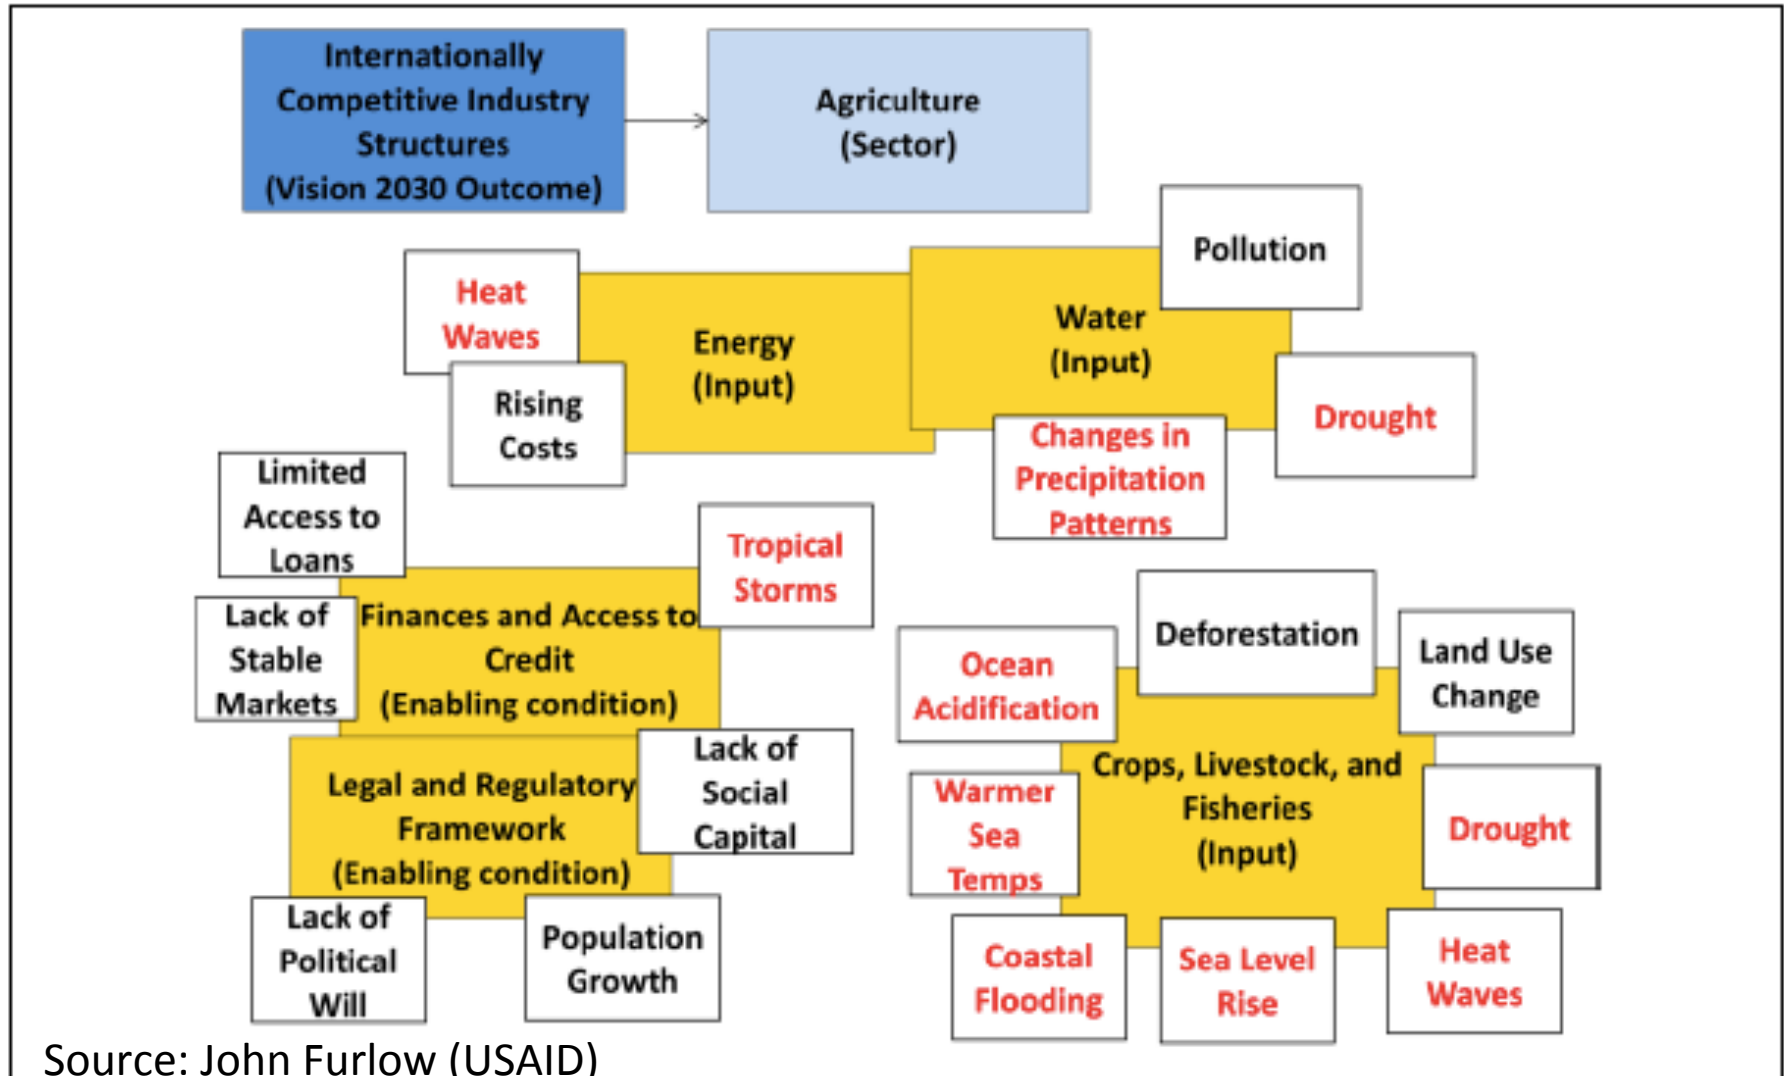 Internationally
Competitive Industry
Structures
(Vision 2030 Outcome)
Agriculture
(Sector)
Pollution
Heat
Waves
Energy
(Input)
Water
(Input)
Rising
Costs
Drought
Changes in
Precipitation
Patterns
Limited
Access to
Loans
Tropical
Storms
Lack of
Stable
Markets
Finances and Access to
Credit
(Enabling condition)
Deforestation
Land Use
Change
Ocean
Acidification
Legal and Regulatory
Framework
(Enabling condition)
Lack of
Social
Capital
Crops, Livestock, and
Fisheries
(Input)
Warmer
Sea
Temps
Drought
Lack of
Political
Will
Population
Growth
Coastal
Flooding
Sea Level
Rise
Heat
Waves
Source: John Furlow (USAID)